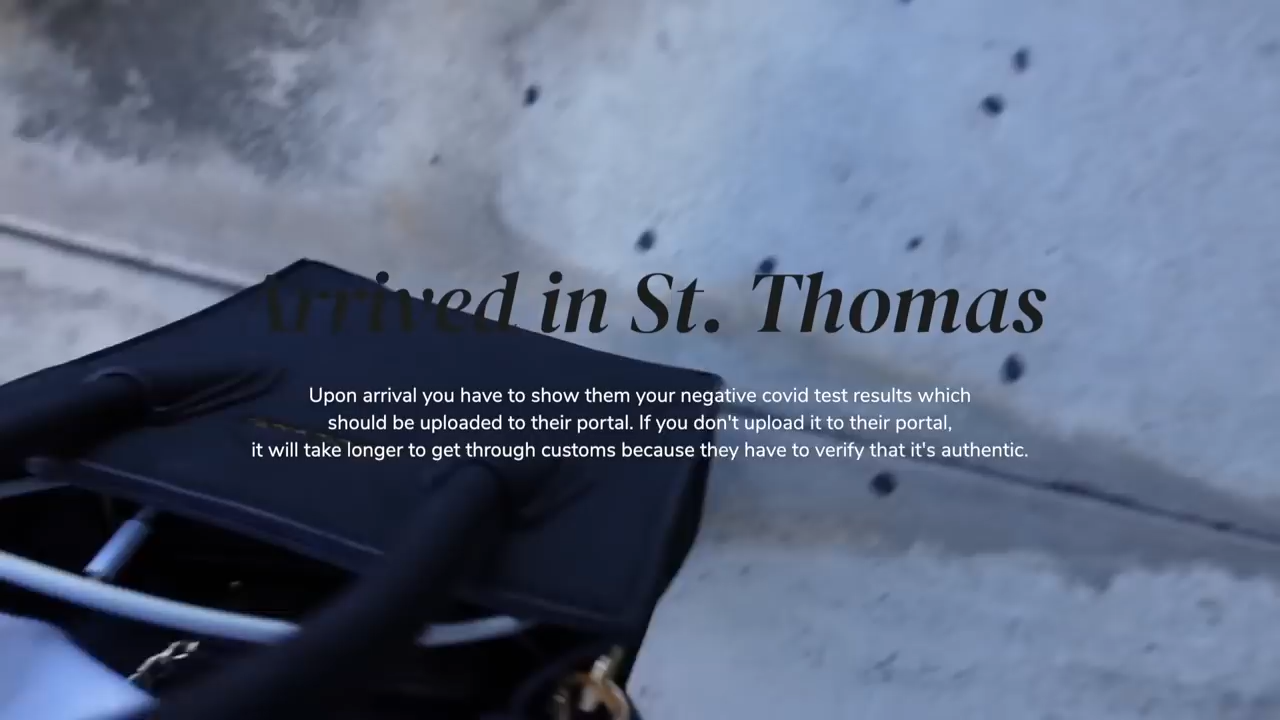 Arrived in St. Thomas
Upon arrival you have to show them your negative covid test results which
should be uploaded to their portal. If you don't upload it to their portal,
it will take longer to get through customs because they have to verify that it's authentic.